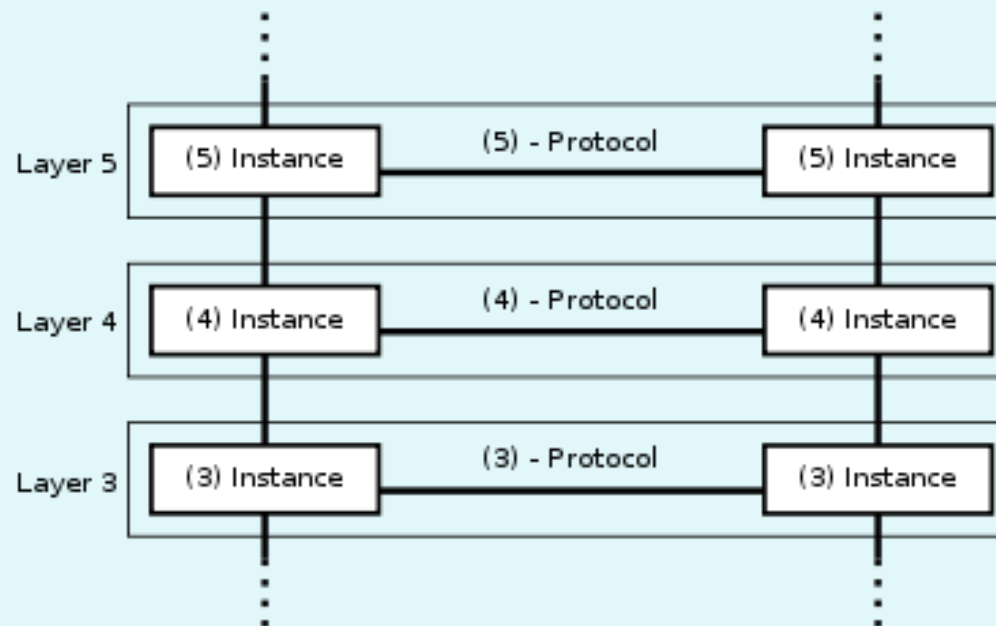 (5) - Protocol
Layer 5 (5) Instance (5) Instance
(4) - Protocol
Layer 4 (4) Instance (4) Instance
(3) - Protocol
Layer 3 (3) Instance (3) Instance